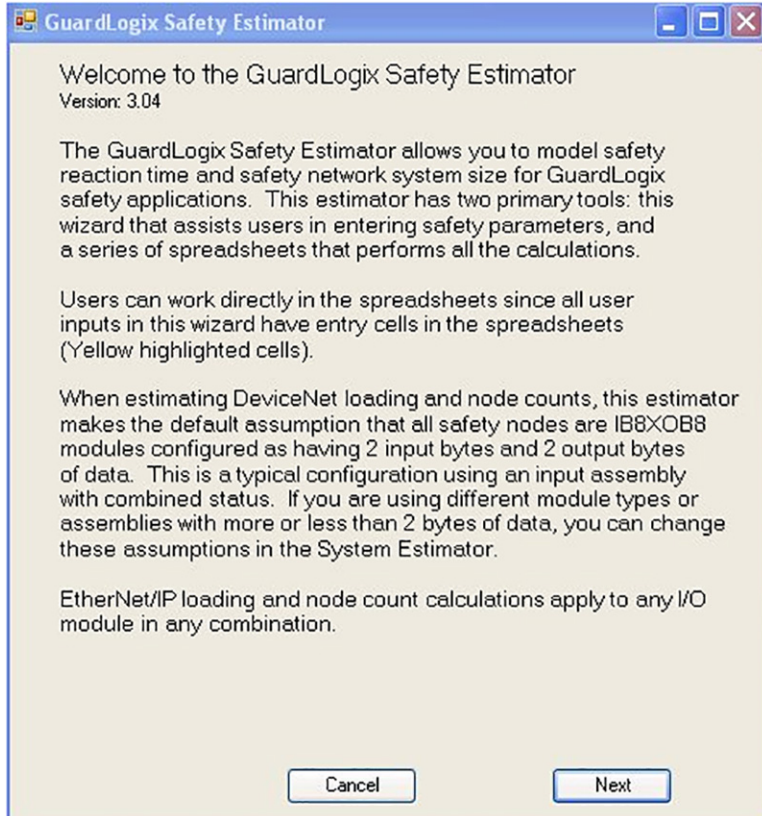 GuardLogix Safety Estimator
Welcome to the GuardLogix Safety Estimator
Version: 3.04
The GuardLogix Safety Estimator allows you to model safety
reaction time and safety network system size for GuardLogix
safety applications. This estimator has two primary tools: this
wizard that assists users in entering safety parameters, and
a series of spreadsheets that performs all the calculations.
Users can work directly in the spreadsheets since all user
inputs in this wizard have entry cells in the spreadsheets
(Yellow highlighted cells).
When estimating DeviceNet loading and node counts, this estimator
makes the default assumption that all safety nodes are IB8XOB8
modules configured as having 2 input bytes and 2 output bytes
of data. This is a typical configuration using an input assembly
with combined status. If you are using different module types or
assemblies with more or less than 2 bytes of data, you can change
these assumptions in the System Estimator.
EtherNet/IP loading and node count calculations apply to any I/O
module in any combination.
Cancel
Next